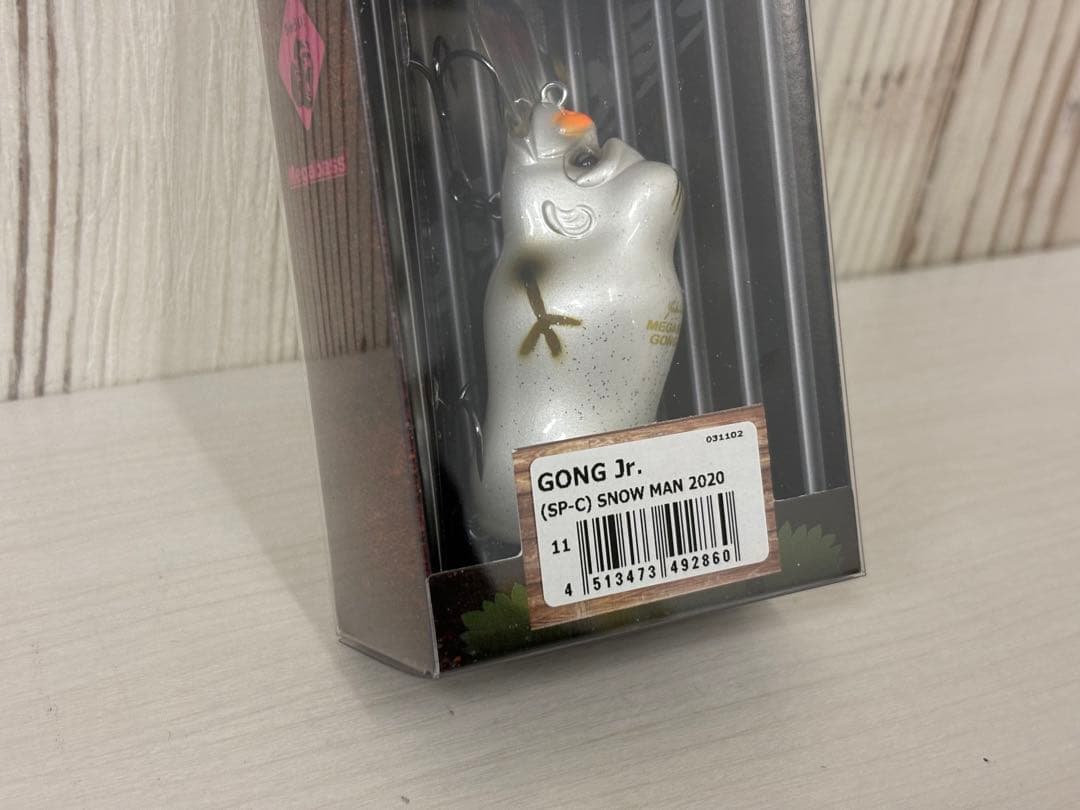 Megabass
031102
GONG Jr.
(SP-C) SNOW MAN 2020
11
4 513473 492860